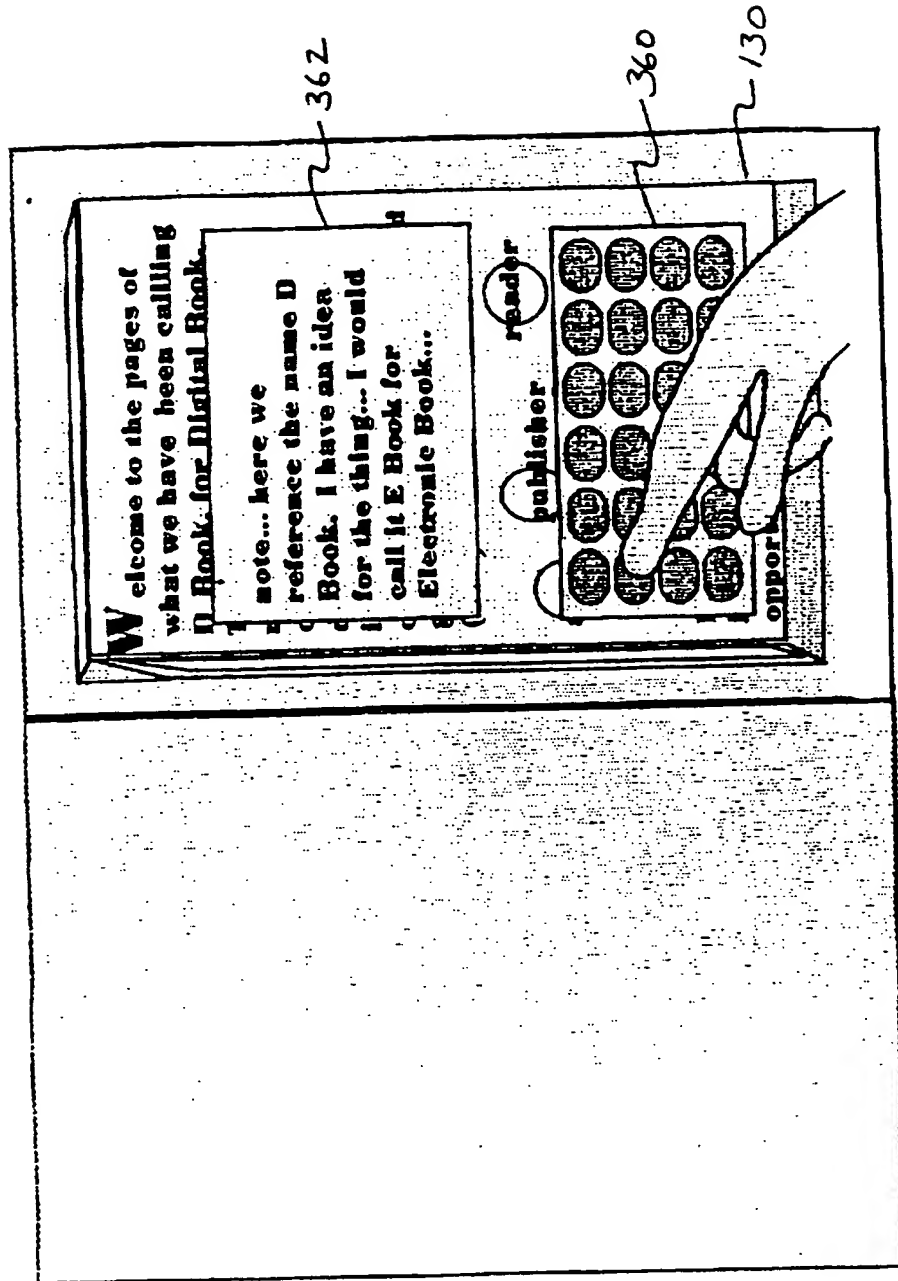 Welcome to the pages of
what we have been callling
D Book for Digital Book.
note... here we
reference the name D
Book. I have an idea
for the thing... I would
call it E Book for
Electronic Book...
publisher
reader
oppor
362
360
130